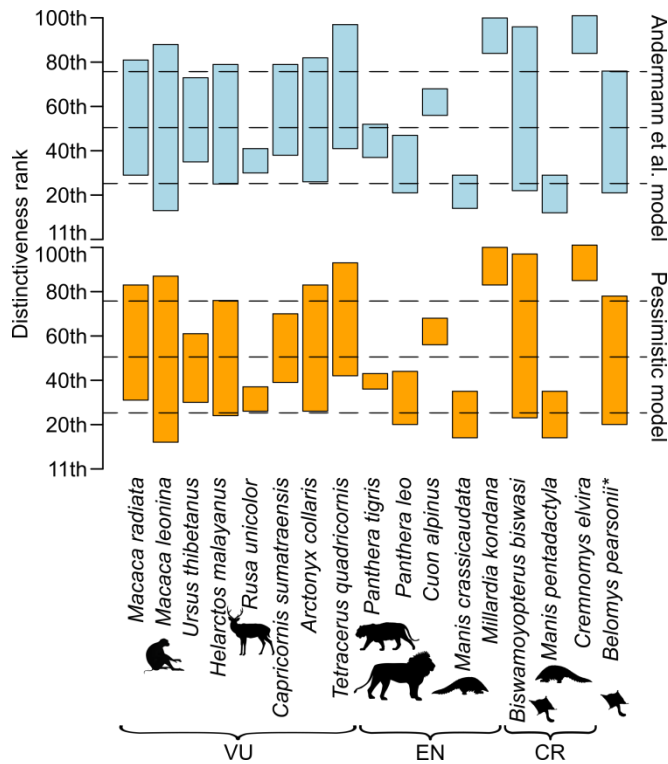 Distinctiveness rank
100th
80th
60th
40th
20th
11th
Andermann et al. model
100th
80th
60th
40th
20th
11th
Pessimistic model
Macaca radiata
Macaca leonina
Ursus thibetanus
Helarctos malayanus
Rusa unicolor
Capricornis sumatraensis
Arctonyx collaris
Tetracerus quadricornis
Panthera tigris
Panthera leo
Cuon alpinus
Manis crassicaudata
Millardia kondana
Biswamoyopterus biswasi
Manis pentadactyla
Cremnomys elvira
Belomys pearsonii*
VU
EN
CR